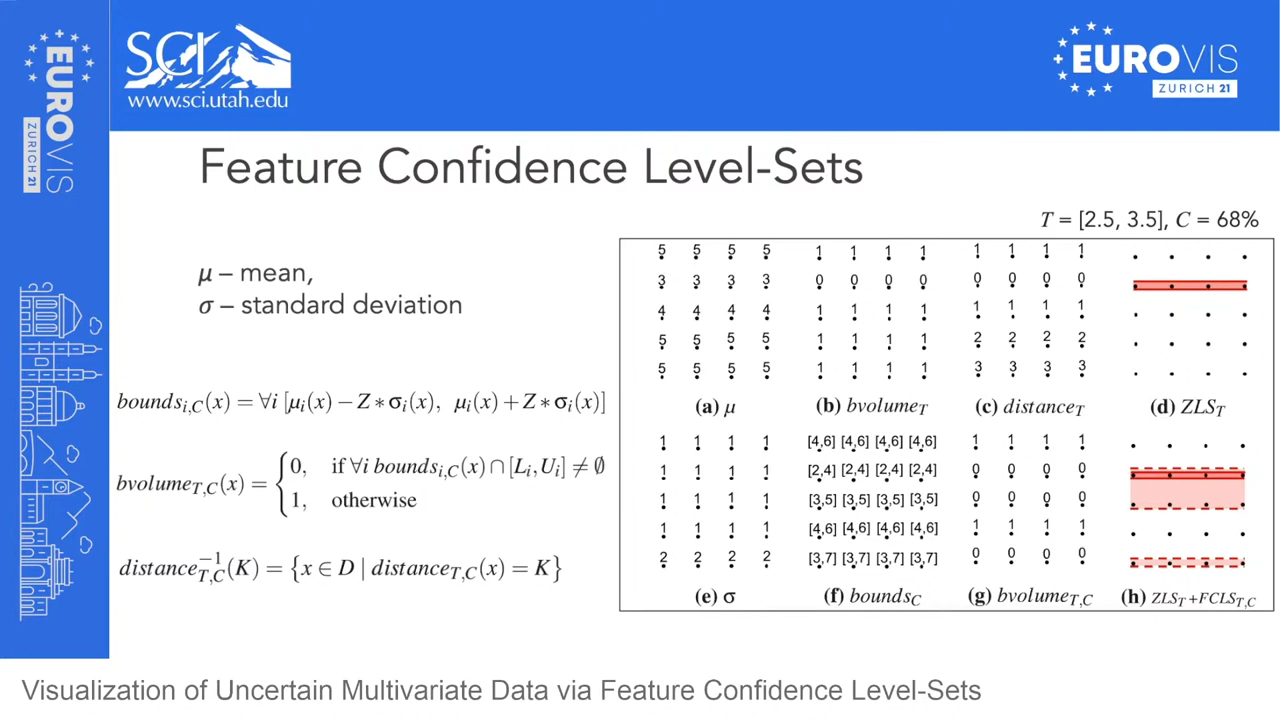 EUROVIS
ZURICH 21
SCI
www.sci.utah.edu
EUROVIS
ZURICH 21
Feature Confidence Level-Sets
T = [2.5, 3.5], C = 68%
μ – mean,
σ – standard deviation
bounds_{i,C}(x) = ∀i [μ_i(x) − Z ∗ σ_i(x), μ_i(x) + Z ∗ σ_i(x)]
bvolume_{T,C}(x) = { 0, if ∀i bounds_{i,C}(x) ∩ [L_i, U_i] ≠ ∅
1, otherwise
distance^{−1}_{T,C}(K) = {x ∈ D | distance_{T,C}(x) = K}
5 5 5 5 1 1 1 1 1 1 1 1
3 3 3 3 0 0 0 0 0 0 0 0
4 4 4 4 1 1 1 1 1 1 1 1
5 5 5 5 1 1 1 1 2 2 2 2
5 5 5 5 1 1 1 1 3 3 3 3
(a) μ (b) bvolume_T (c) distance_T (d) ZLS_T
1 1 1 1 [4,6] [4,6] [4,6] [4,6] 1 1 1 1
1 1 1 1 [2,4] [2,4] [2,4] [2,4] 0 0 0 0
1 1 1 1 [3,5] [3,5] [3,5] [3,5] 0 0 0 0
1 1 1 1 [4,6] [4,6] [4,6] [4,6] 1 1 1 1
2 2 2 2 [3,7] [3,7] [3,7] [3,7] 0 0 0 0
(e) σ (f) bounds_C (g) bvolume_{T,C} (h) ZLS_T+FCLS_{T,C}
Visualization of Uncertain Multivariate Data via Feature Confidence Level-Sets